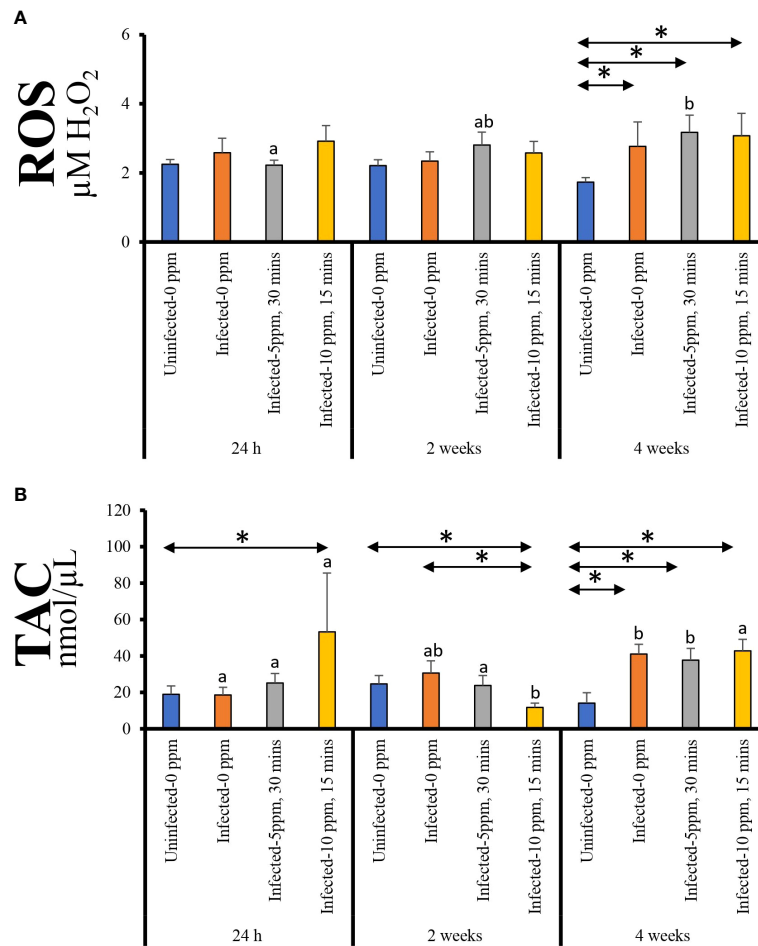 A
ROS
μM H₂O₂
6
4
2
0
a
ab
b
*
*
*
Uninfected-0 ppm
Infected-0 ppm
Infected-5ppm, 30 mins
Infected-10 ppm, 15 mins
Uninfected-0 ppm
Infected-0 ppm
Infected-5ppm, 30 mins
Infected-10 ppm, 15 mins
Uninfected-0 ppm
Infected-0 ppm
Infected-5ppm, 30 mins
Infected-10 ppm, 15 mins
24 h
2 weeks
4 weeks
B
TAC
nmol/μL
120
100
80
60
40
20
0
*
a
a
a
*
*
ab
a
b
*
*
*
b
b
a
Uninfected-0 ppm
Infected-0 ppm
Infected-5ppm, 30 mins
Infected-10 ppm, 15 mins
Uninfected-0 ppm
Infected-0 ppm
Infected-5ppm, 30 mins
Infected-10 ppm, 15 mins
Uninfected-0 ppm
Infected-0 ppm
Infected-5ppm, 30 mins
Infected-10 ppm, 15 mins
24 h
2 weeks
4 weeks